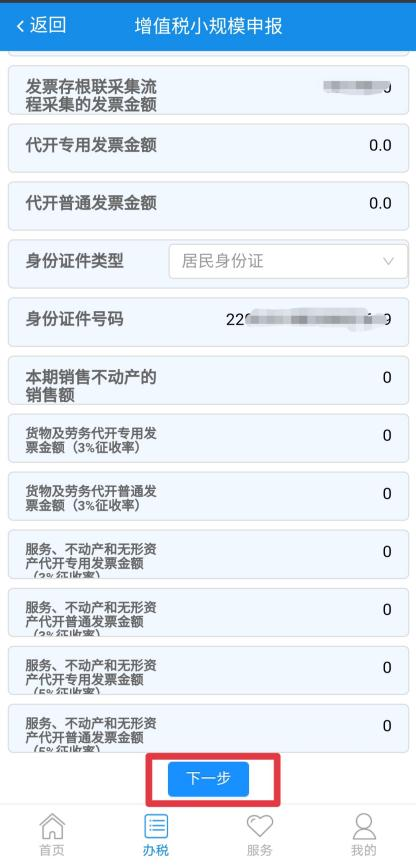 返回
增值税小规模申报
发票存根联采集流
程采集的发票金额
代开专用发票金额
0.0
代开普通发票金额
0.0
身份证件类型
居民身份证
身份证件号码
22
9
本期销售不动产的
销售额
0
货物及劳务代开专用发
票金额（3%征收率）
0
货物及劳务代开普通发
票金额（3%征收率）
0
服务、不动产和无形资
产代开专用发票金额
（3%征收率）
0
服务、不动产和无形资
产代开普通发票金额
（3%征收率）
0
服务、不动产和无形资
产代开专用发票金额
（5%征收率）
0
服务、不动产和无形资
产代开普通发票金额
（5%征收率）
0
下一步
首页
办税
服务
我的